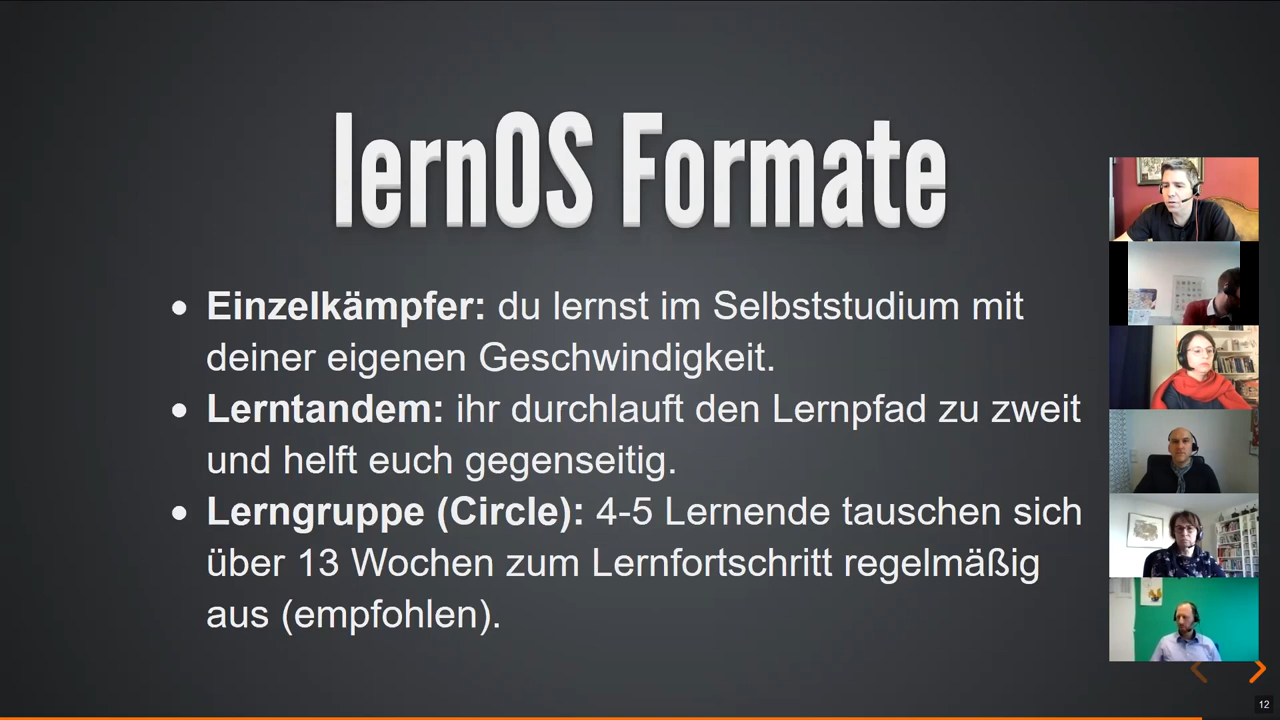 lernOS Formate
• Einzelkämpfer: du lernst im Selbststudium mit
deiner eigenen Geschwindigkeit.
• Lerntandem: ihr durchlauft den Lernpfad zu zweit
und helft euch gegenseitig.
• Lerngruppe (Circle): 4-5 Lernende tauschen sich
über 13 Wochen zum Lernfortschritt regelmäßig
aus (empfohlen).
12